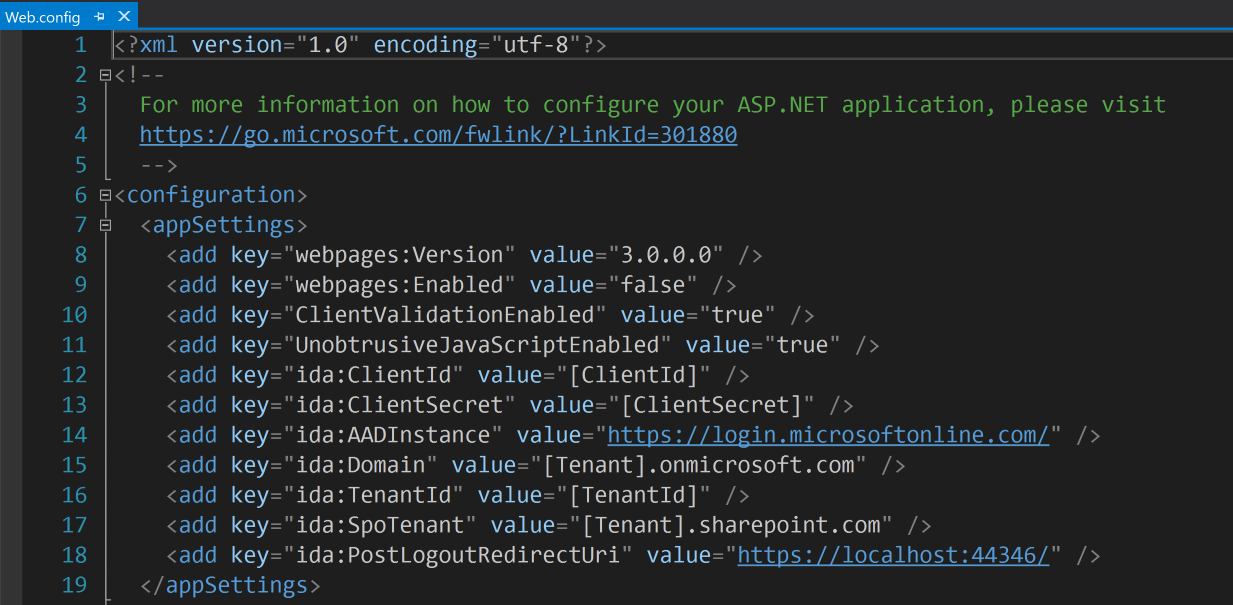 Web.config
1 <?xml version="1.0" encoding="utf-8"?>
2 <!--
3 For more information on how to configure your ASP.NET application, please visit
4 https://go.microsoft.com/fwlink/?LinkId=301880
5 -->
6 <configuration>
7 <appSettings>
8 <add key="webpages:Version" value="3.0.0.0" />
9 <add key="webpages:Enabled" value="false" />
10 <add key="ClientValidationEnabled" value="true" />
11 <add key="UnobtrusiveJavaScriptEnabled" value="true" />
12 <add key="ida:ClientId" value="[ClientId]" />
13 <add key="ida:ClientSecret" value="[ClientSecret]" />
14 <add key="ida:AADInstance" value="https://login.microsoftonline.com/" />
15 <add key="ida:Domain" value="[Tenant].onmicrosoft.com" />
16 <add key="ida:TenantId" value="[TenantId]" />
17 <add key="ida:SpoTenant" value="[Tenant].sharepoint.com" />
18 <add key="ida:PostLogoutRedirectUri" value="https://localhost:44346/" />
19 </appSettings>